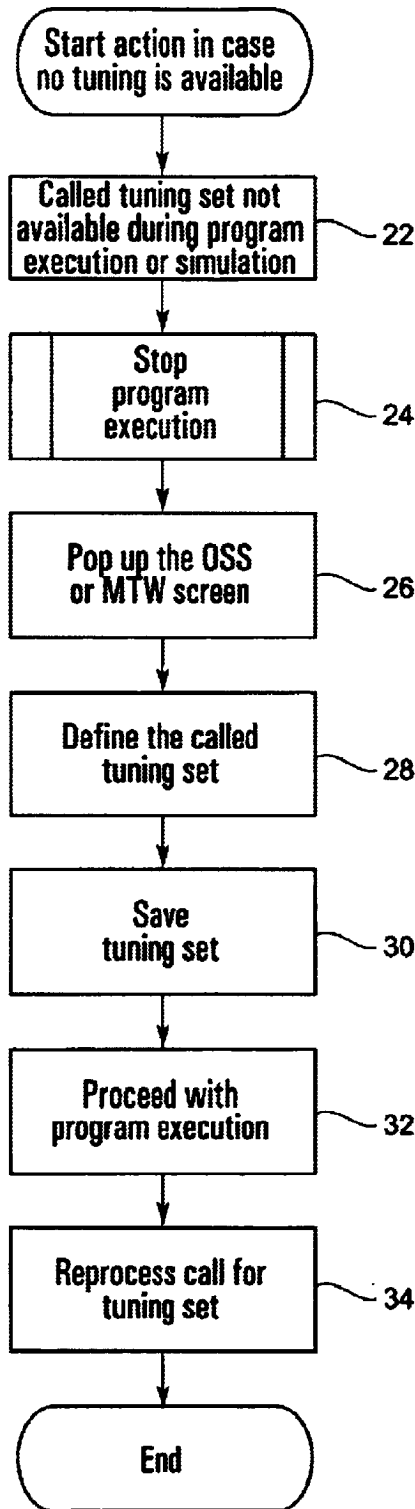 Start action in case
no tuning is available
Called tuning set not
available during program
execution or simulation
22
Stop
program
execution
24
Pop up the OSS
or MTW screen
26
Define the called
tuning set
28
Save
tuning set
30
Proceed with
program execution
32
Reprocess call for
tuning set
34
End